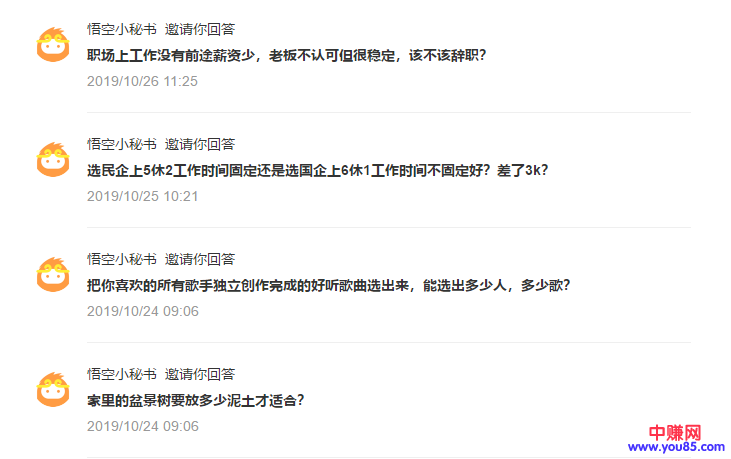 悟空小秘书 邀请你回答
职场上工作没有前途薪资少，老板不认可但很稳定，该不该辞职？
2019/10/26 11:25
悟空小秘书 邀请你回答
选民企上5休2工作时间固定还是选国企上6休1工作时间不固定好？差了3k？
2019/10/25 10:21
悟空小秘书 邀请你回答
把你喜欢的所有歌手独立创作完成的好听歌曲选出来，能选出多少人，多少歌？
2019/10/24 09:06
悟空小秘书 邀请你回答
家里的盆景树要放多少泥土才适合？
2019/10/24 09:06
中赚网
www.you85.com